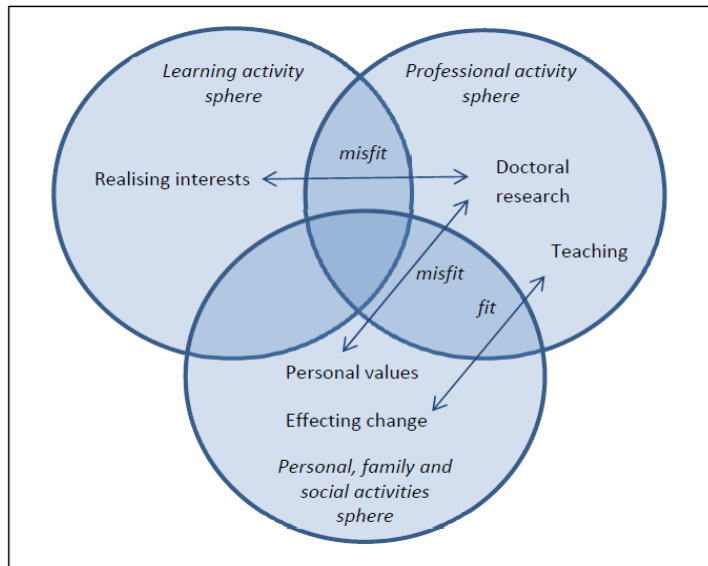 Learning activity
sphere
Professional activity
sphere
misfit
Realising interests
Doctoral
research
Teaching
misfit
fit
Personal values
Effecting change
Personal, family and
social activities
sphere